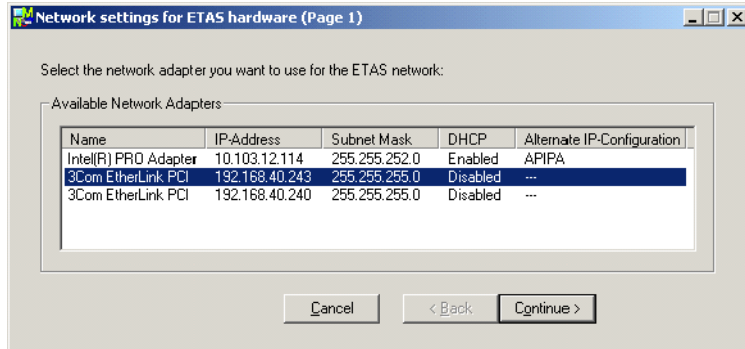 Network settings for ETAS hardware (Page 1)
Select the network adapter you want to use for the ETAS network:
Available Network Adapters
Name IP-Address Subnet Mask DHCP Alternate IP-Configuration
Intel(R) PRO Adapter 10.103.12.114 255.255.252.0 Enabled APIPA
3Com EtherLink PCI 192.168.40.243 255.255.255.0 Disabled ---
3Com EtherLink PCI 192.168.40.240 255.255.255.0 Disabled ---
Cancel < Back Continue >